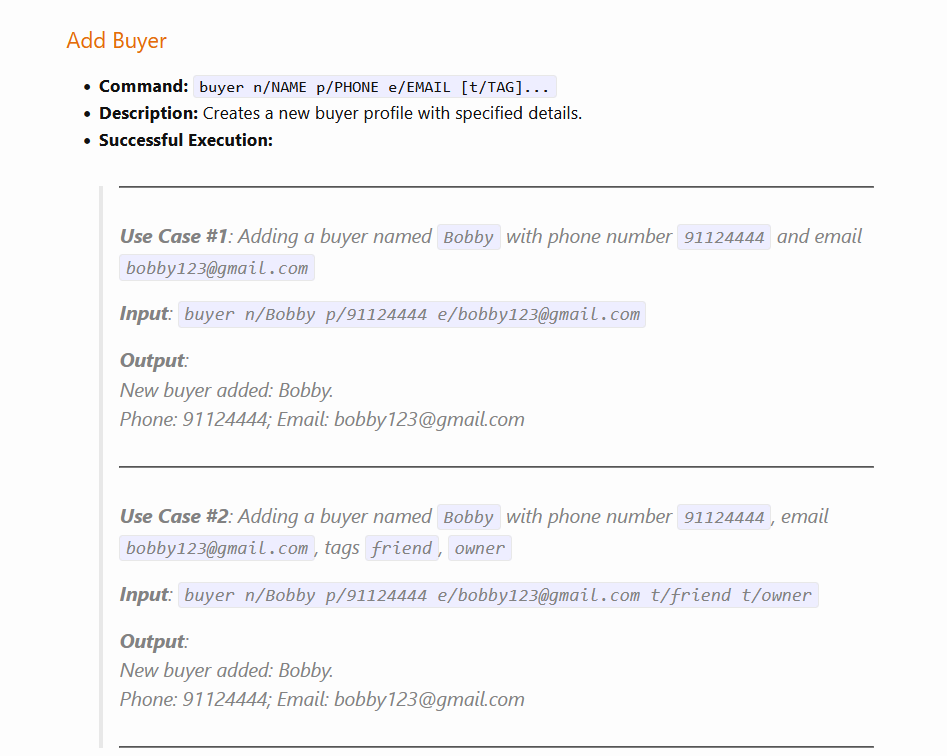 Add Buyer
Command: buyer n/NAME p/PHONE e/EMAIL [t/TAG]...
Description: Creates a new buyer profile with specified details.
Successful Execution:
Use Case #1: Adding a buyer named Bobby with phone number 91124444 and email
bobby123@gmail.com
Input: buyer n/Bobby p/91124444 e/bobby123@gmail.com
Output:
New buyer added: Bobby.
Phone: 91124444; Email: bobby123@gmail.com
Use Case #2: Adding a buyer named Bobby with phone number 91124444, email
bobby123@gmail.com, tags friend, owner
Input: buyer n/Bobby p/91124444 e/bobby123@gmail.com t/friend t/owner
Output:
New buyer added: Bobby.
Phone: 91124444; Email: bobby123@gmail.com